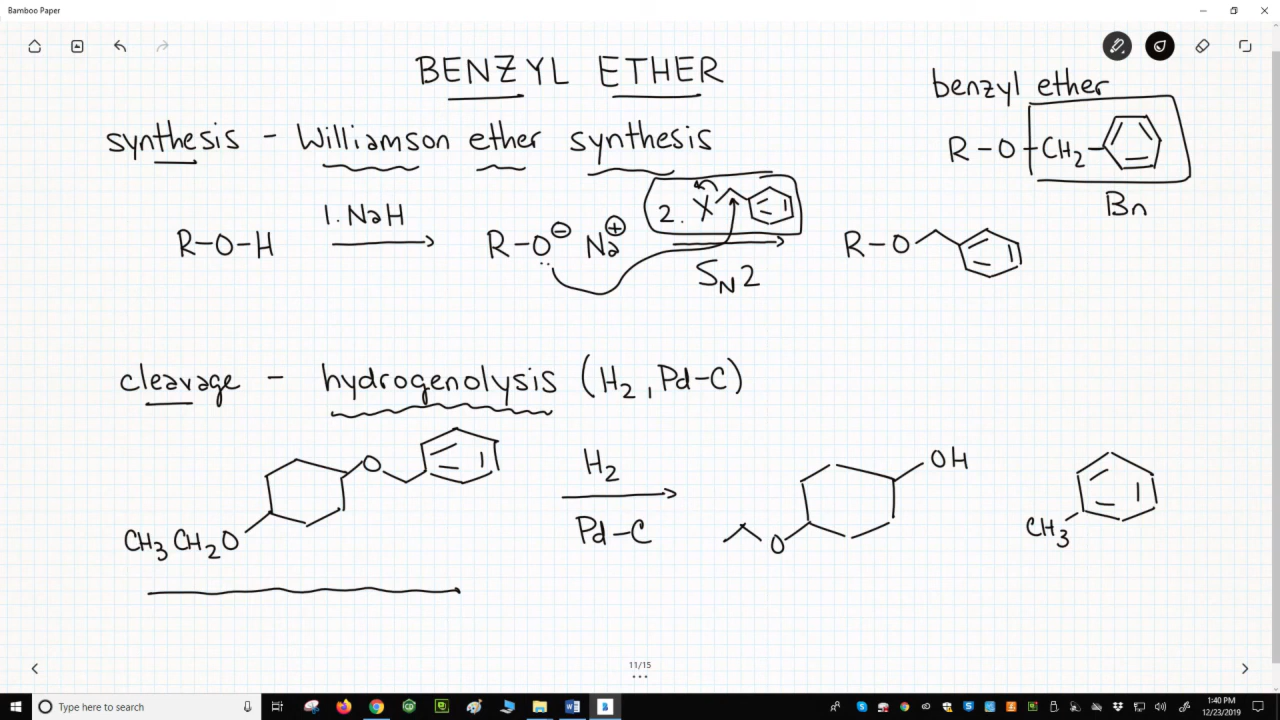 Bamboo Paper
BENZYL ETHER
benzyl ether
synthesis - Williamson ether synthesis
R-O-CH2
Bn
1. NaH
2. X
R-O-H
R-O⊖ Na⊕
SN2
R-O
cleavage - hydrogenolysis (H2, Pd-C)
O
CH3CH2O
H2
Pd-C
OH
O
CH3
11/15
Type here to search
1:40 PM
12/23/2019